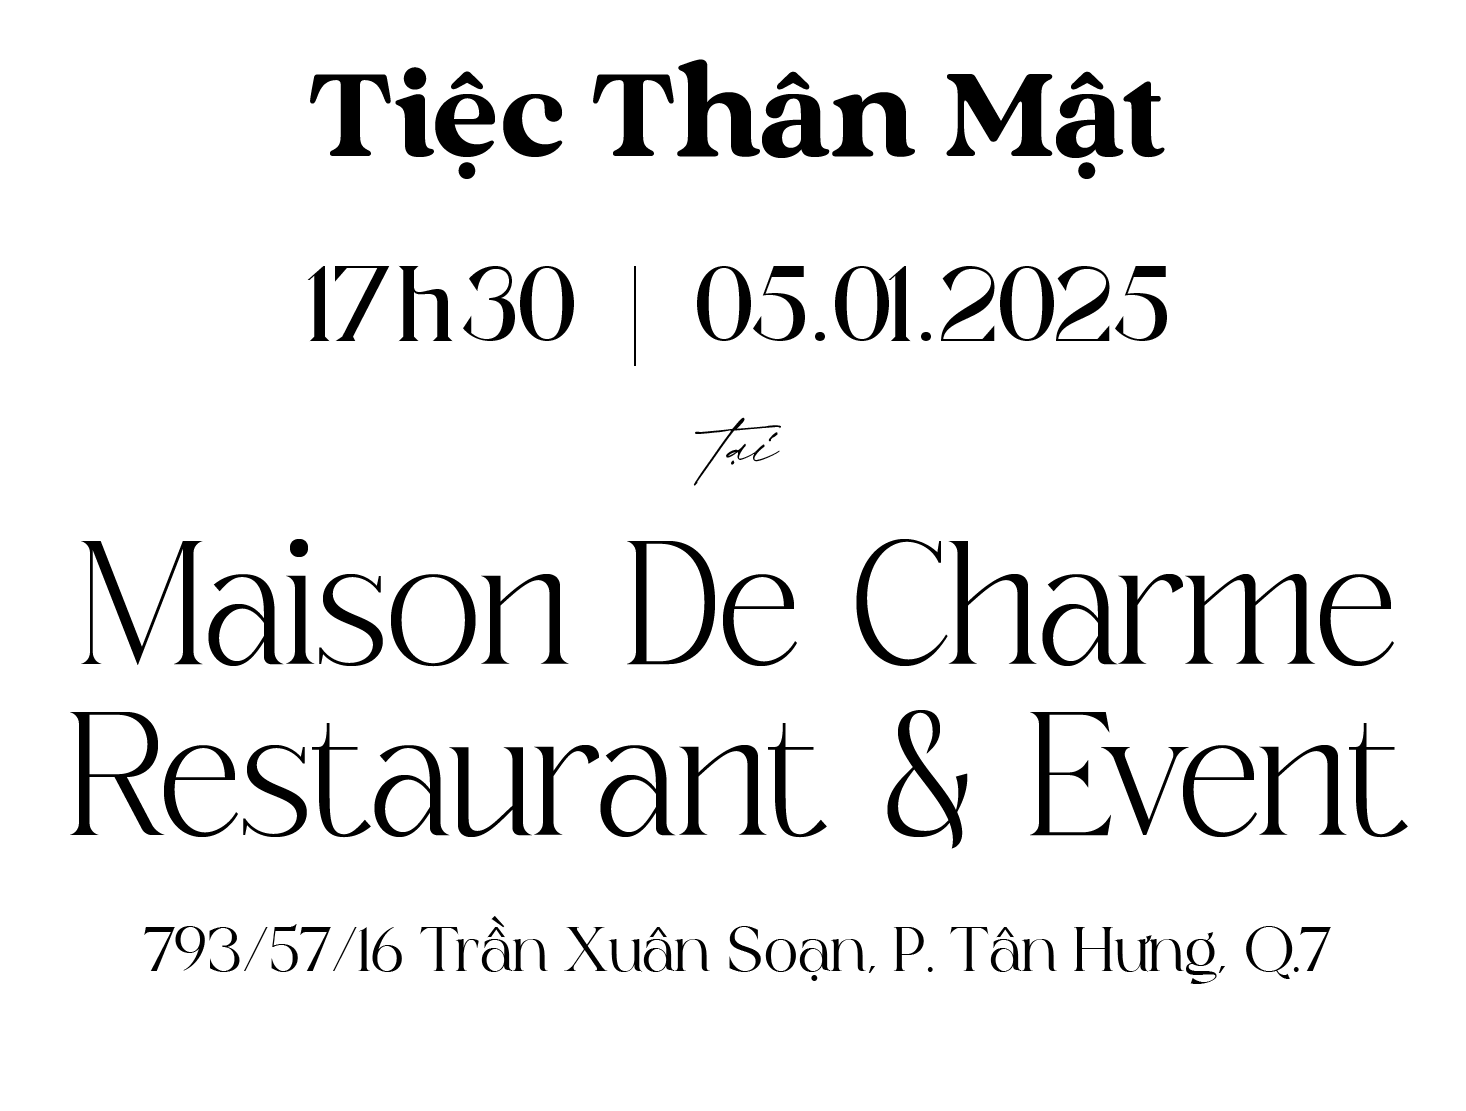 Tiệc Thân Mật
17h30 | 05.01.2025
tại
Maison De Charme
Restaurant & Event
793/57/16 Trần Xuân Soạn, P. Tân Hưng, Q.7